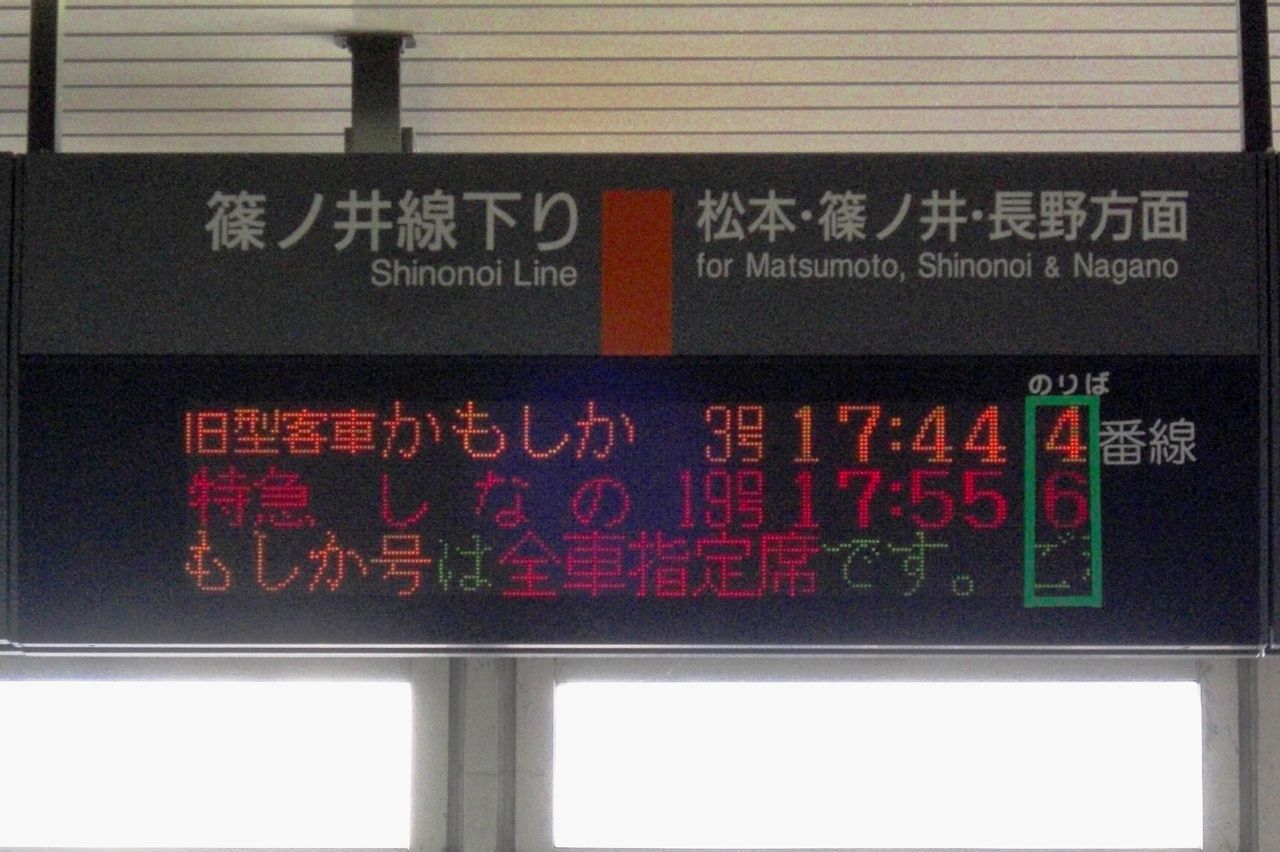 篠ノ井線下り
Shinonoi Line
松本・篠ノ井・長野方面
for Matsumoto, Shinonoi & Nagano
のりば
旧型客車かもしか 3号 17:44 4 番線
特急 しなの 19号 17:55 6
もしか号は全車指定席です。 ご